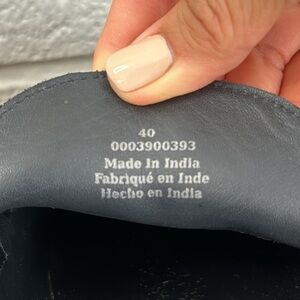 40
0003900393
Made in India
Fabriqué en Inde
Hecho en India